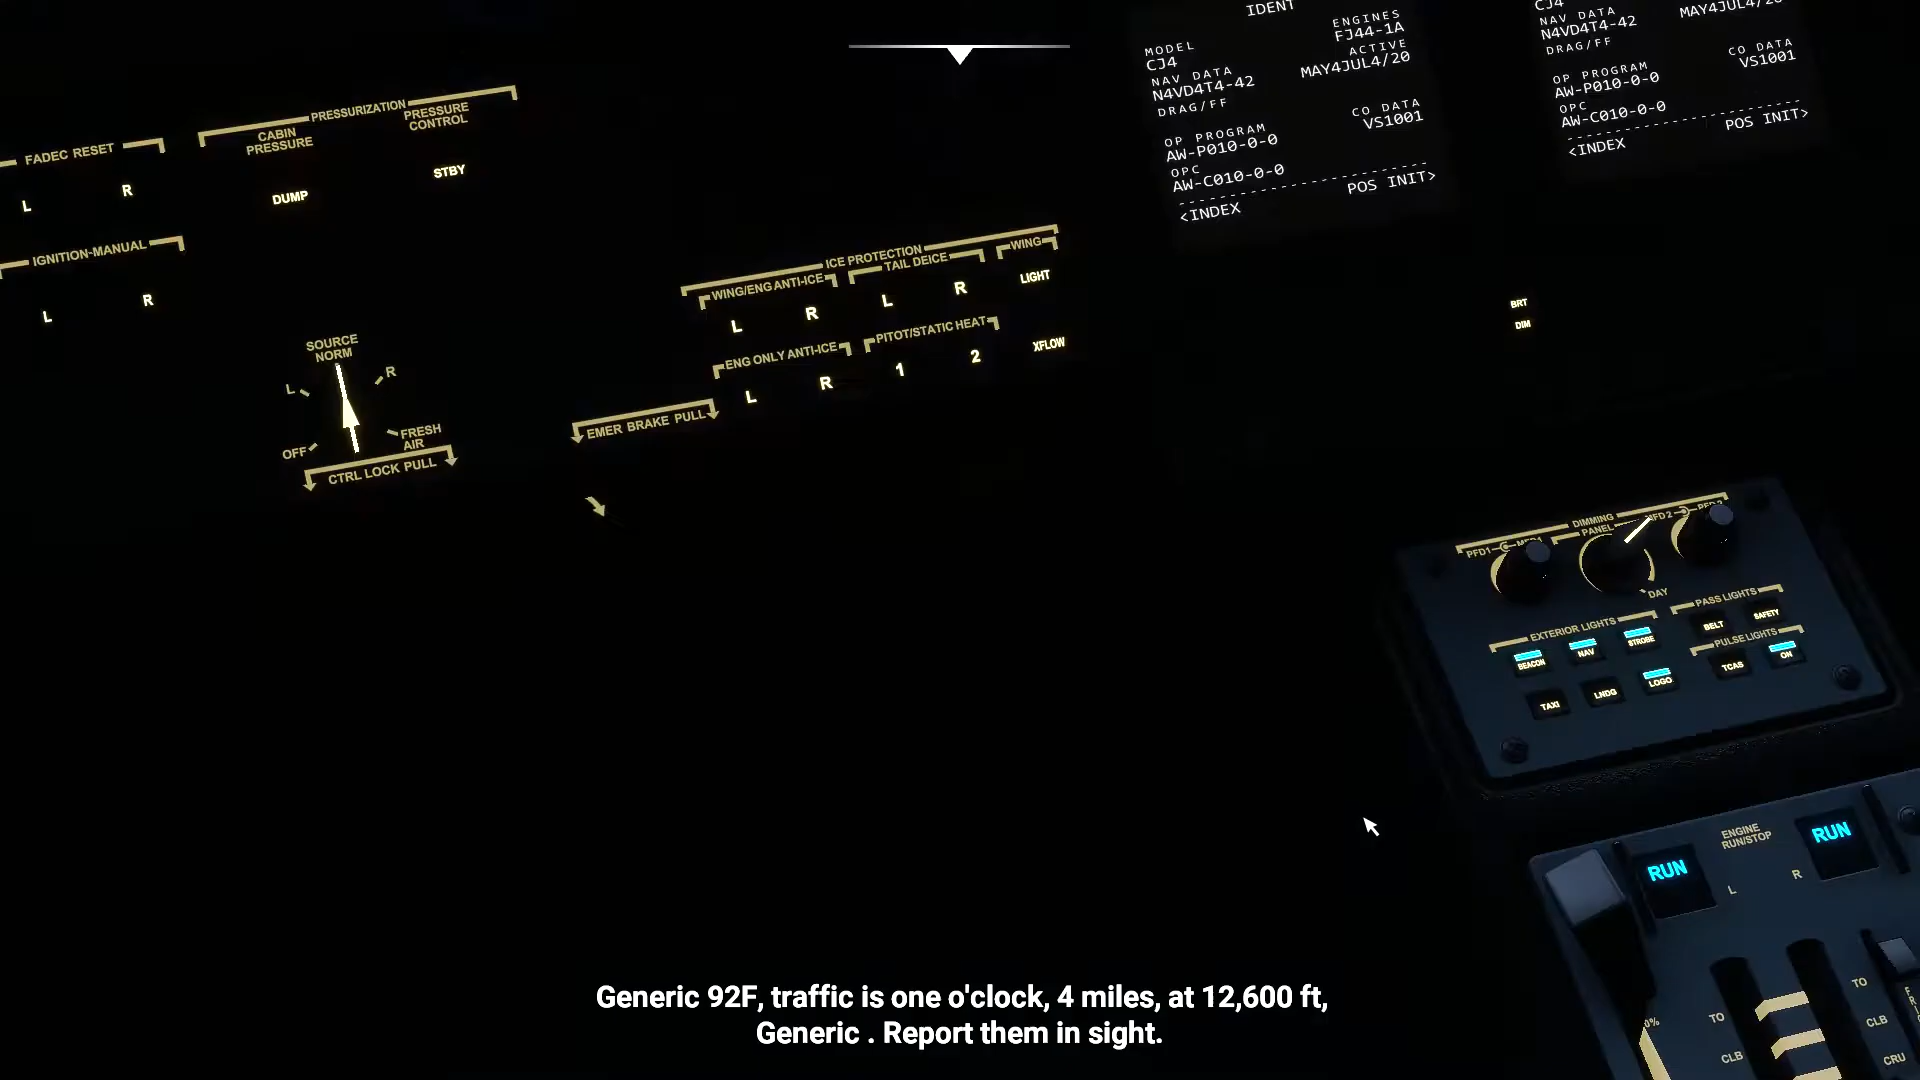 FADEC RESET
L R
IGNITION-MANUAL
L R
PRESSURIZATION
CABIN
PRESSURE
PRESSURE
CONTROL
DUMP
STBY
SOURCE
NORM
L R
OFF
FRESH
AIR
CTRL LOCK PULL
EMER BRAKE PULL
ICE PROTECTION
WING/ENG ANTI-ICE
TAIL DEICE
WING
L R L R LIGHT
ENG ONLY ANTI-ICE
PITOT/STATIC HEAT
L R 1 2 XFLOW
IDENT
MODEL ENGINES
CJ4 FJ44-1A
NAV DATA ACTIVE
N4VD4T4-42 MAY4JUL4/20
DRAG/FF
OP PROGRAM CO DATA
AW-P010-0-0 VS1001
OPC
AW-C010-0-0
<INDEX POS INIT>
CJ4
NAV DATA
N4VD4T4-42
DRAG/FF
OP PROGRAM CO DATA
AW-P010-0-0 VS1001
OPC
AW-C010-0-0
<INDEX POS INIT>
BRT
DIM
DIMMING
PFD1 PANEL
DAY
EXTERIOR LIGHTS
PASS LIGHTS
BEACON NAV STROBE
BELT SAFETY
PULSE LIGHTS
TAXI LNDG LOGO
TCAS ON
ENGINE
RUN/STOP
RUN RUN
L R
TO TO
CLB CLB
CRU
Generic 92F, traffic is one o'clock, 4 miles, at 12,600 ft,
Generic . Report them in sight.